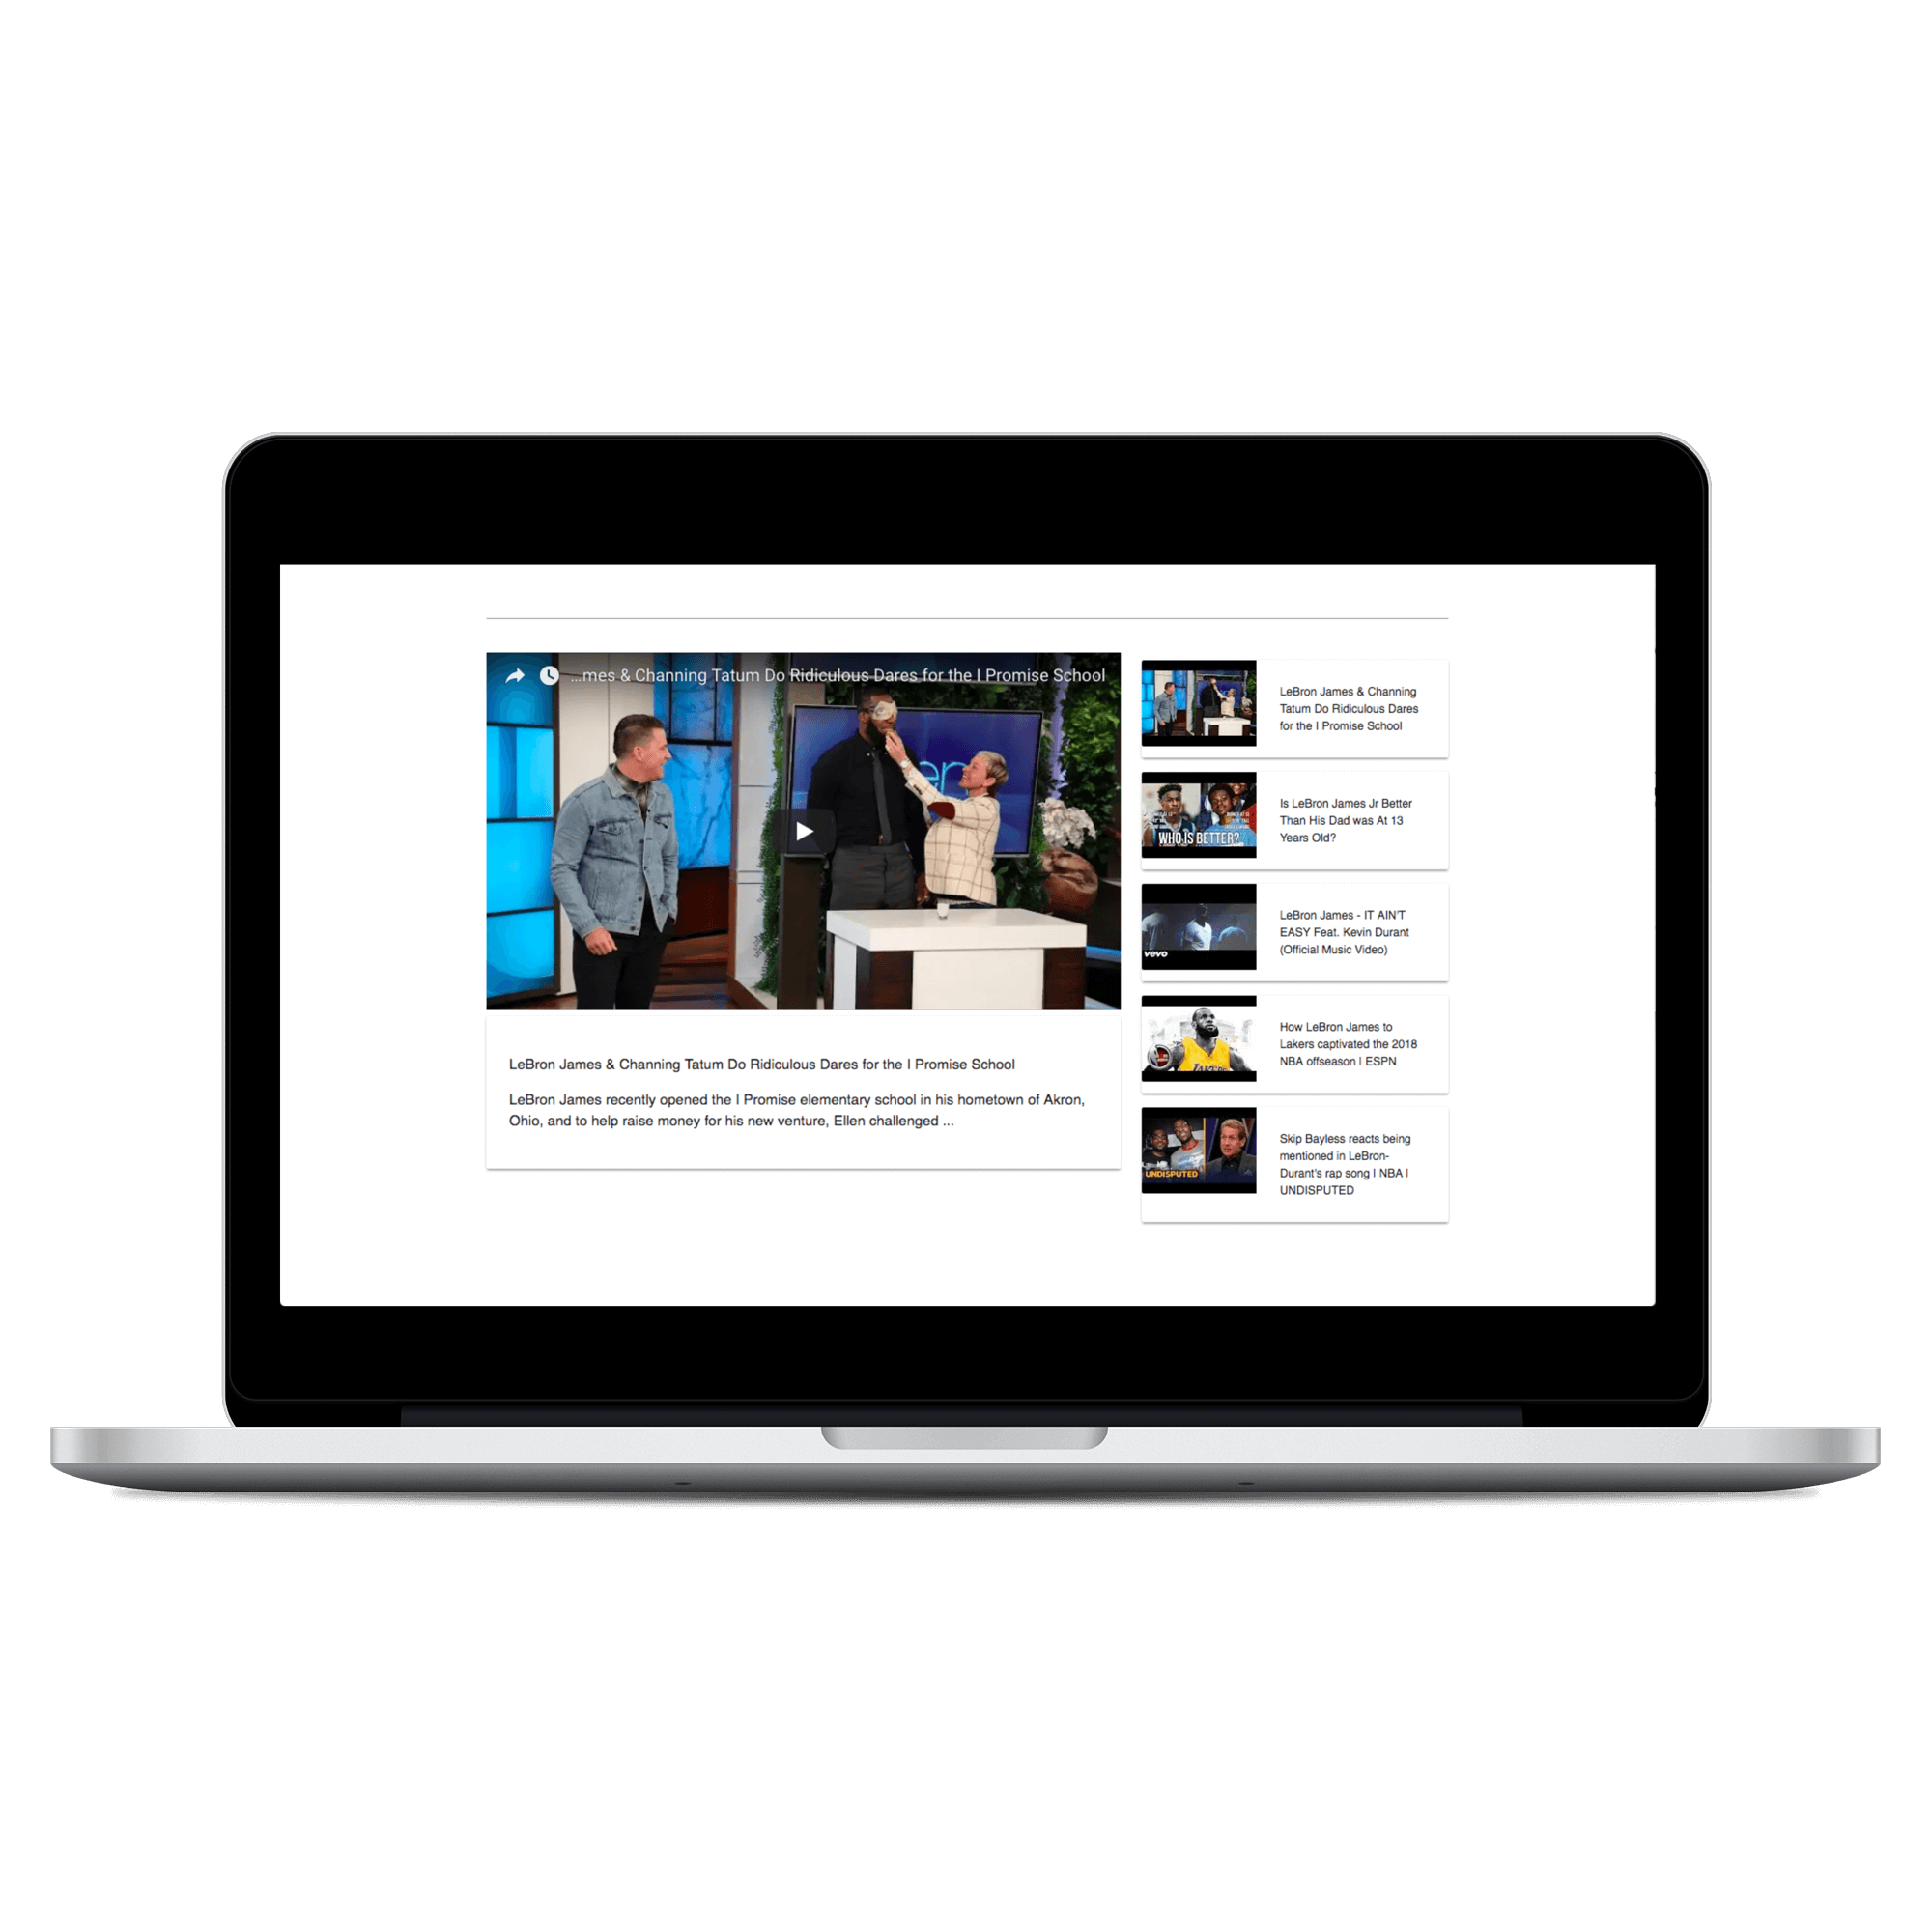 ...mes & Channing Tatum Do Ridiculous Dares for the I Promise School
LeBron James & Channing Tatum Do Ridiculous Dares for the I Promise School
LeBron James recently opened the I Promise elementary school in his hometown of Akron,
Ohio, and to help raise money for his new venture, Ellen challenged ...
LeBron James & Channing
Tatum Do Ridiculous Dares
for the I Promise School
WHO IS BETTER?
Is LeBron James Jr Better
Than His Dad was At 13
Years Old?
vevo
LeBron James - IT AIN'T
EASY Feat. Kevin Durant
(Official Music Video)
How LeBron James to
Lakers captivated the 2018
NBA offseason | ESPN
UNDISPUTED
Skip Bayless reacts being
mentioned in LeBron-
Durant's rap song | NBA |
UNDISPUTED